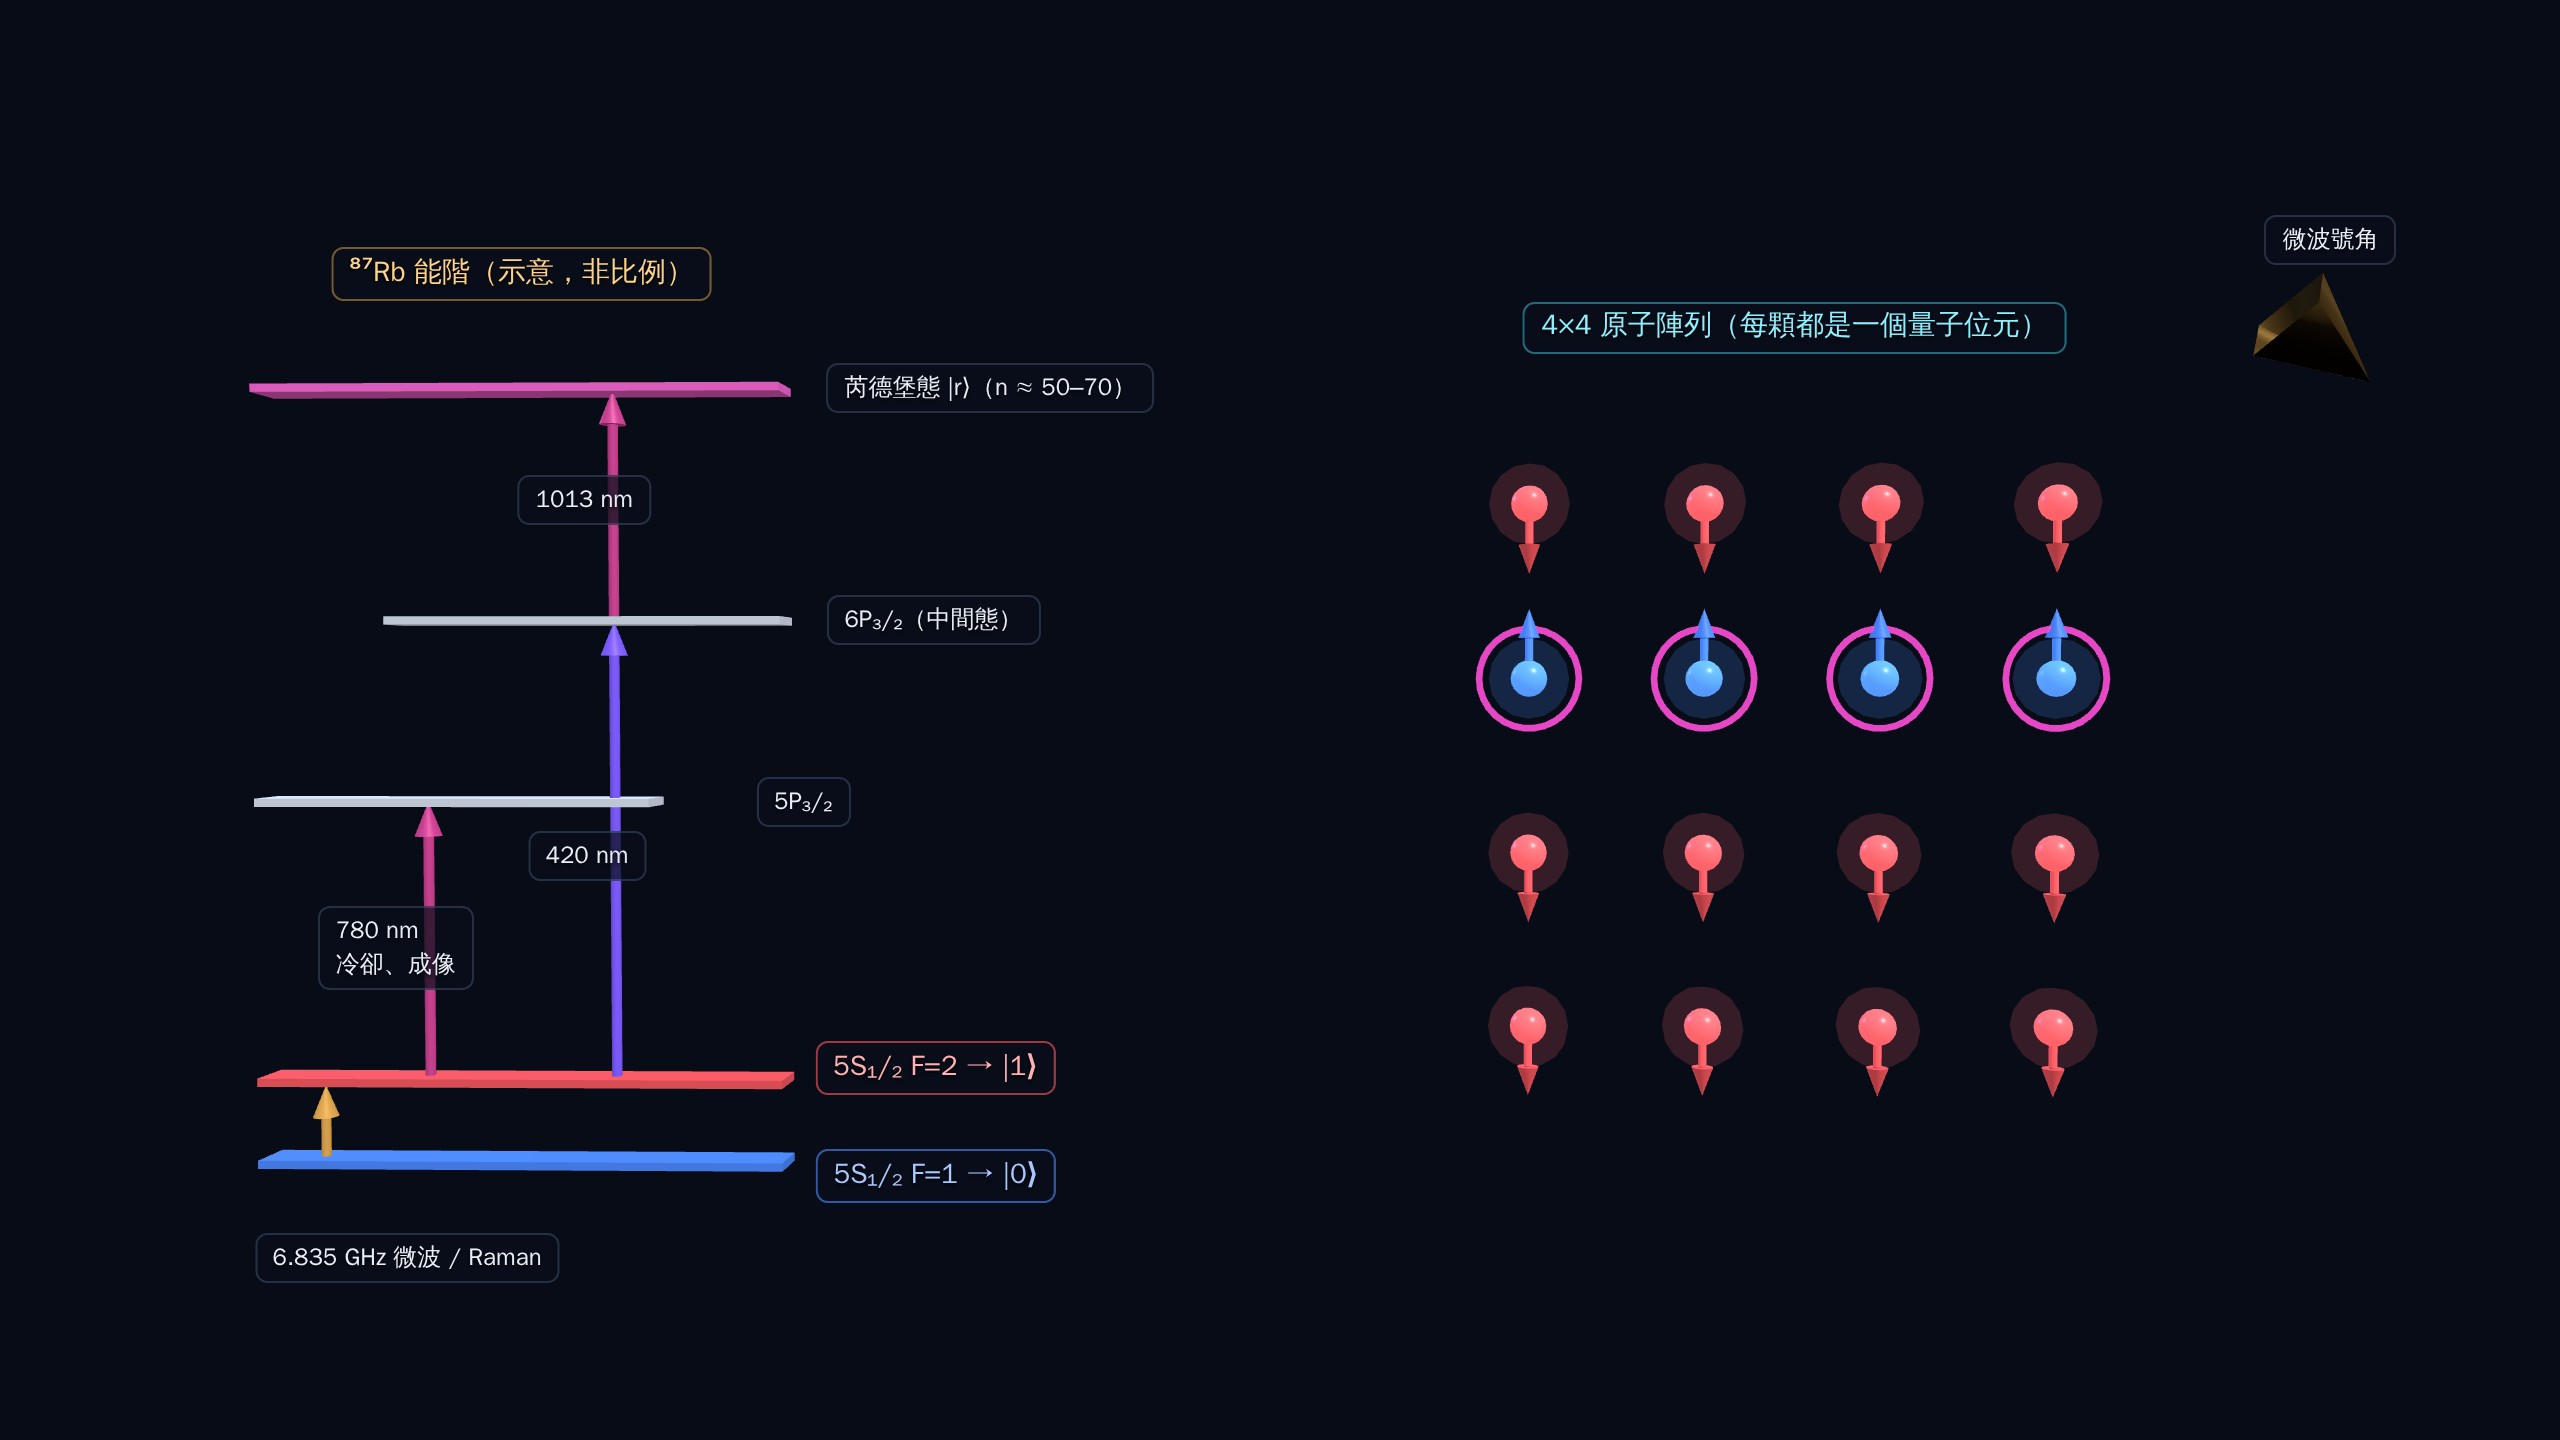 ⁸⁷Rb 能階（示意，非比例）
芮德堡態 |r⟩（n ≈ 50–70）
1013 nm
6P₃/₂（中間態）
5P₃/₂
420 nm
780 nm
冷卻、成像
5S₁/₂ F=2 → |1⟩
5S₁/₂ F=1 → |0⟩
6.835 GHz 微波 / Raman
4×4 原子陣列（每顆都是一個量子位元）
微波號角